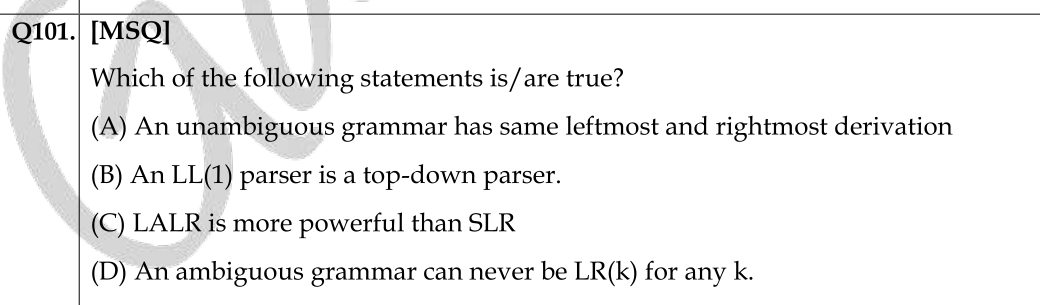 Q101. [MSQ]
Which of the following statements is/are true?
(A) An unambiguous grammar has same leftmost and rightmost derivation
(B) An LL(1) parser is a top-down parser.
(C) LALR is more powerful than SLR
(D) An ambiguous grammar can never be LR(k) for any k.